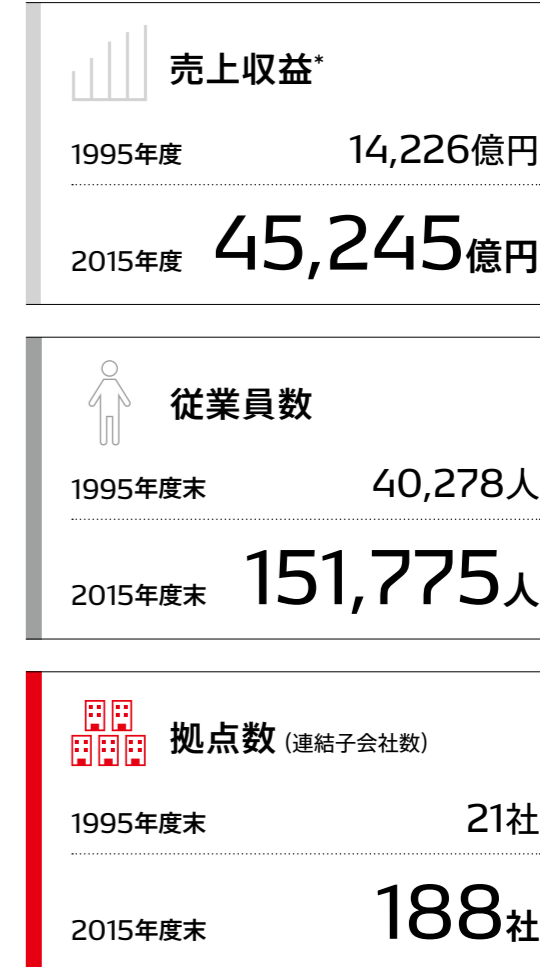 売上収益*
1995年度 14,226億円
2015年度 45,245億円
従業員数
1995年度末 40,278人
2015年度末 151,775人
拠点数（連結子会社数）
1995年度末 21社
2015年度末 188社